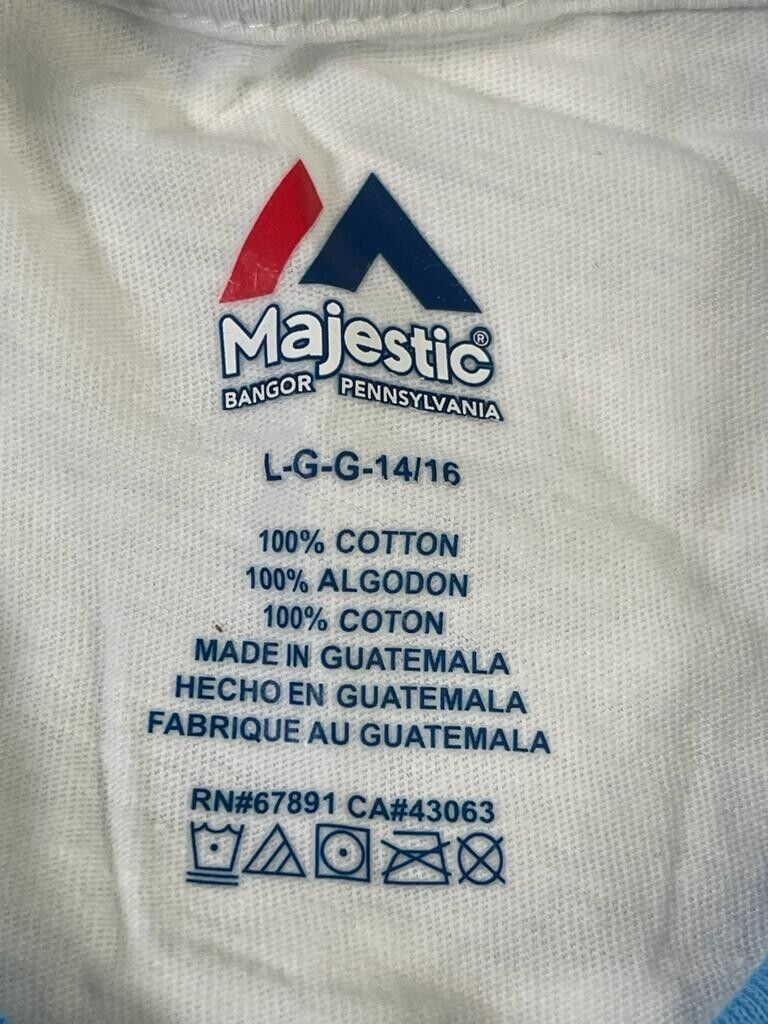 Majestic®
BANGOR PENNSYLVANIA
L-G-G-14/16
100% COTTON
100% ALGODON
100% COTON
MADE IN GUATEMALA
HECHO EN GUATEMALA
FABRIQUE AU GUATEMALA
RN#67891 CA#43063